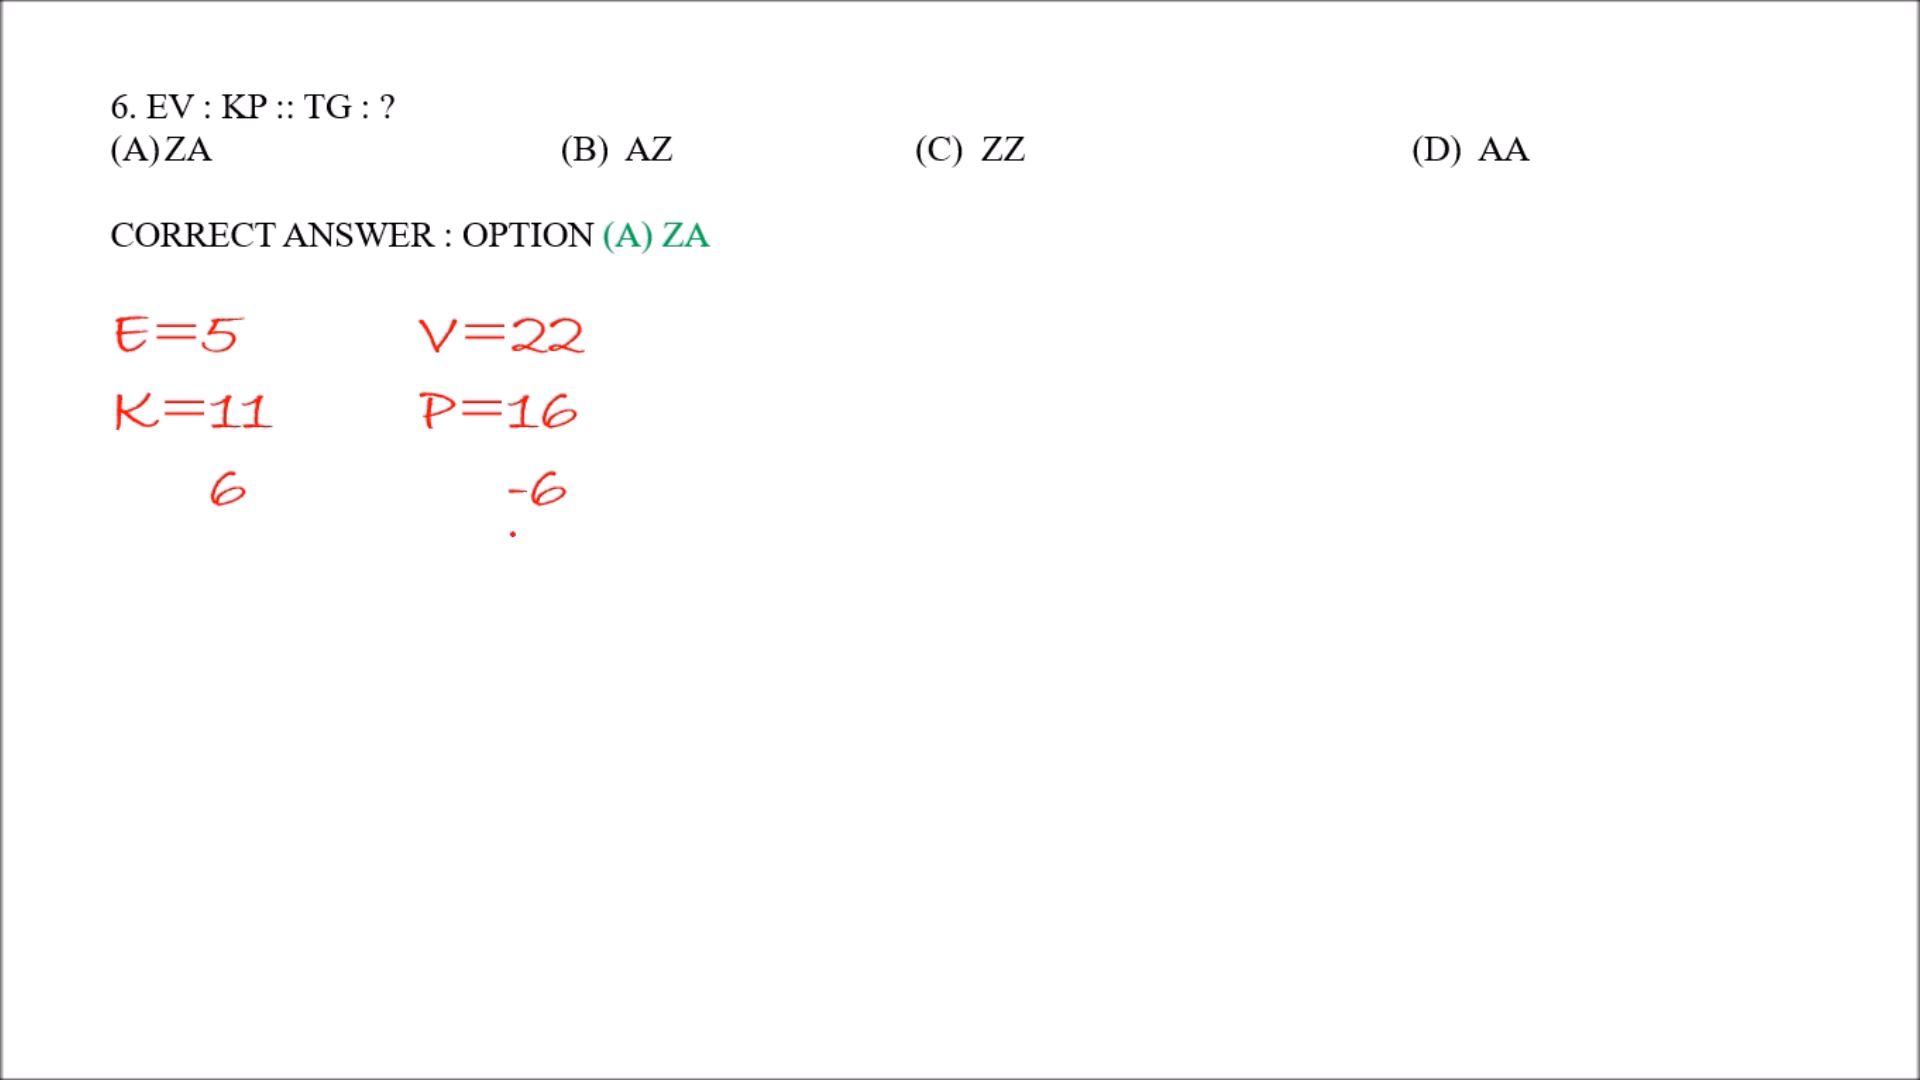 6. EV : KP :: TG : ?
(A) ZA (B) AZ (C) ZZ (D) AA
CORRECT ANSWER : OPTION (A) ZA
E=5 V=22
K=11 P=16
6 -6